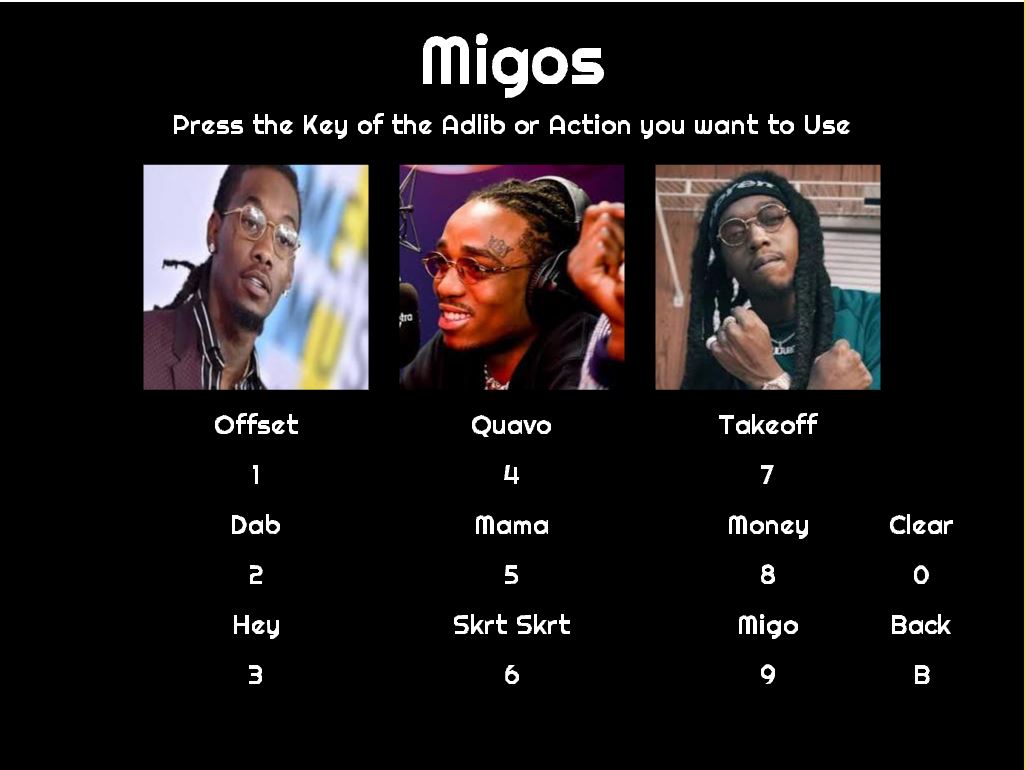 Migos
Press the Key of the Adlib or Action you want to Use
Offset Quavo Takeoff
1 4 7
Dab Mama Money Clear
2 5 8 0
Hey Skrt Skrt Migo Back
3 6 9 B